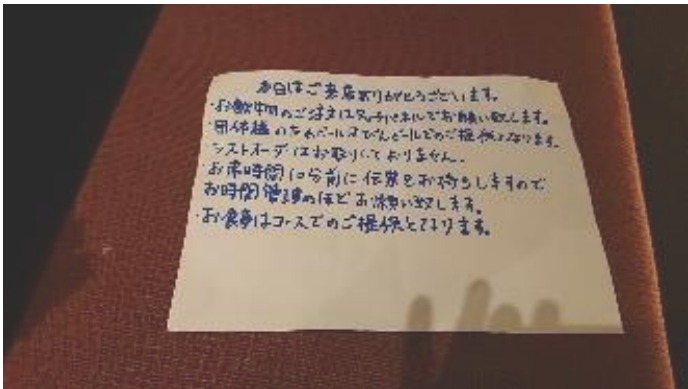 本日はご来店ありがとうございます。
・お飲物のご注文はタッチパネルでお願い致します。
・団体様のためビールはびんビールでのご提供となります。
ラストオーダーはお取りしておりません。
・お席時間10分前に伝票をお持ちしますので
お時間管理のほどお願い致します。
・お食事はコースでのご提供となります。